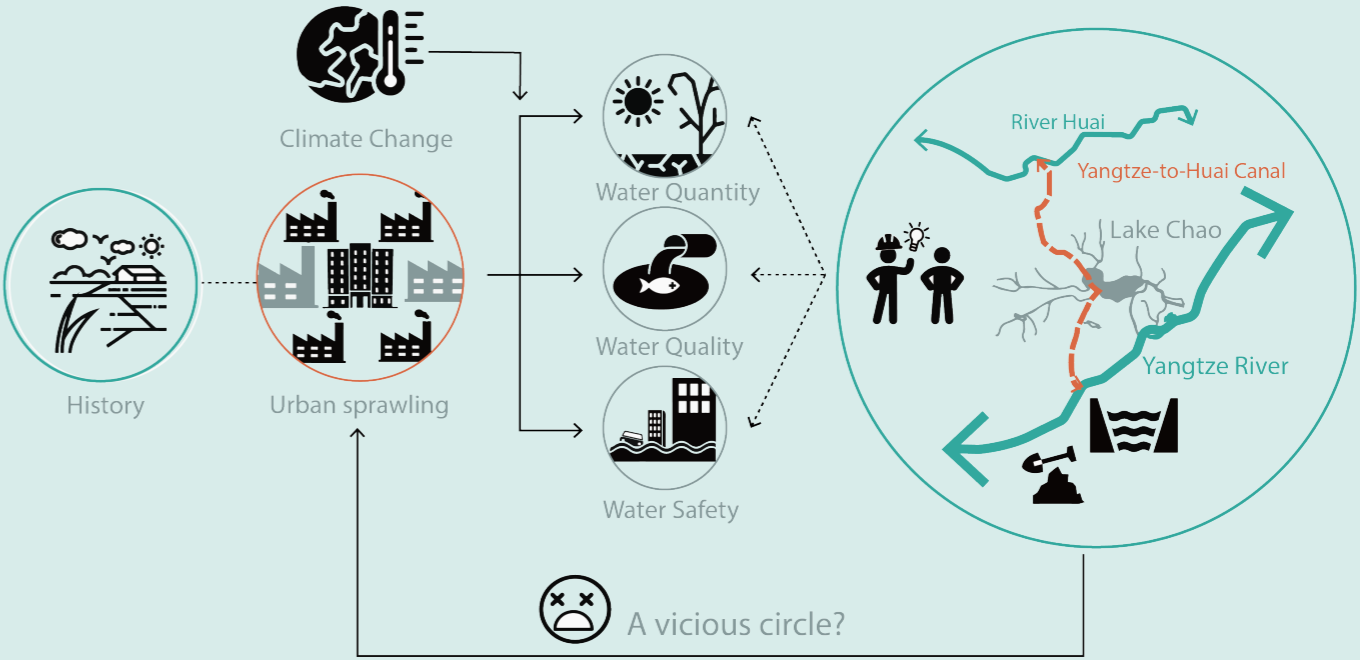 Climate Change
History
Urban sprawling
Water Quantity
Water Quality
Water Safety
River Huai
Yangtze-to-Huai Canal
Lake Chao
Yangtze River
A vicious circle?